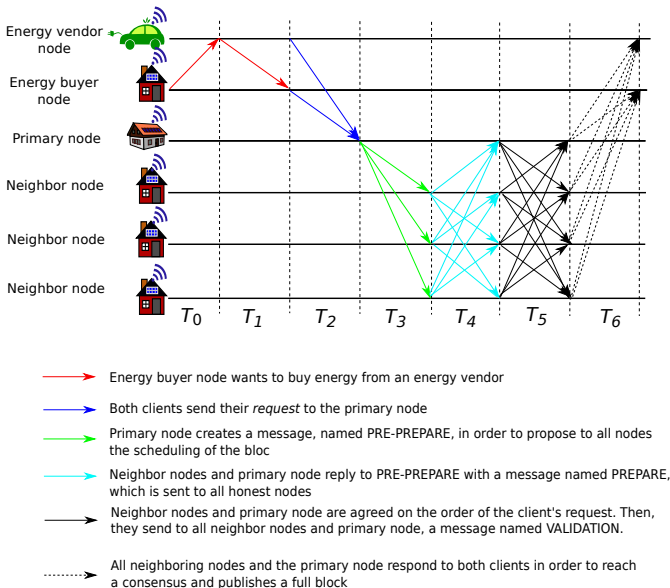 Energy vendor
node
Energy buyer
node
Primary node
Neighbor node
Neighbor node
Neighbor node
T0 T1 T2 T3 T4 T5 T6
Energy buyer node wants to buy energy from an energy vendor
Both clients send their request to the primary node
Primary node creates a message, named PRE-PREPARE, in order to propose to all nodes
the scheduling of the bloc
Neighbor nodes and primary node reply to PRE-PREPARE with a message named PREPARE,
which is sent to all honest nodes
Neighbor nodes and primary node are agreed on the order of the client's request. Then,
they send to all neighbor nodes and primary node, a message named VALIDATION.
All neighboring nodes and the primary node respond to both clients in order to reach
a consensus and publishes a full block